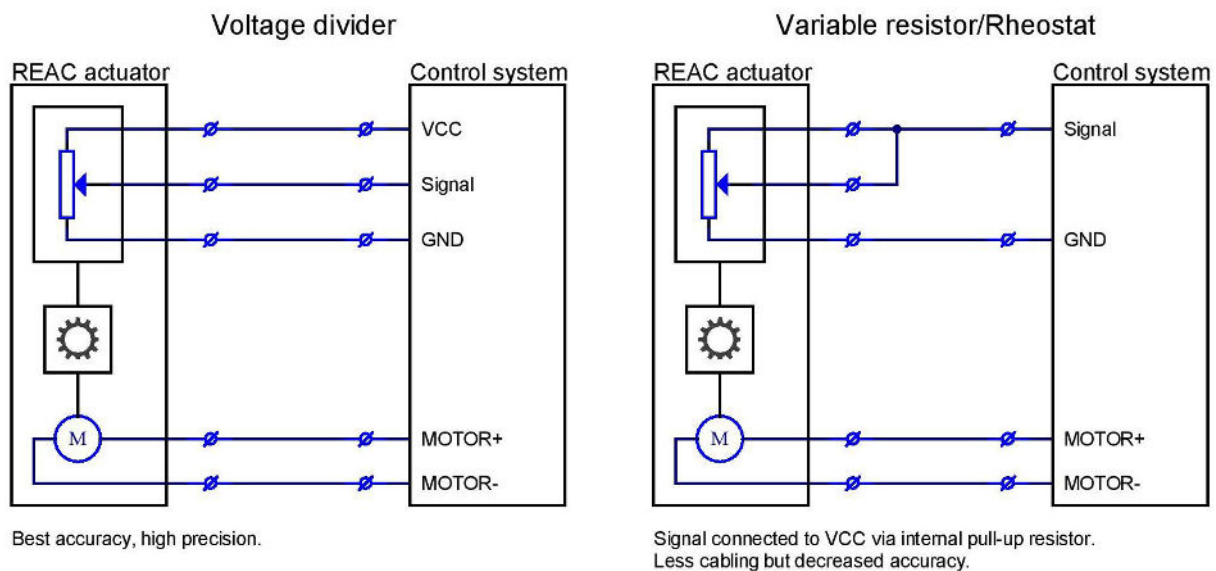 Voltage divider
REAC actuator
Control system
VCC
Signal
GND
M
MOTOR+
MOTOR-
Best accuracy, high precision.
Variable resistor/Rheostat
REAC actuator
Control system
Signal
GND
M
MOTOR+
MOTOR-
Signal connected to VCC via internal pull-up resistor.
Less cabling but decreased accuracy.